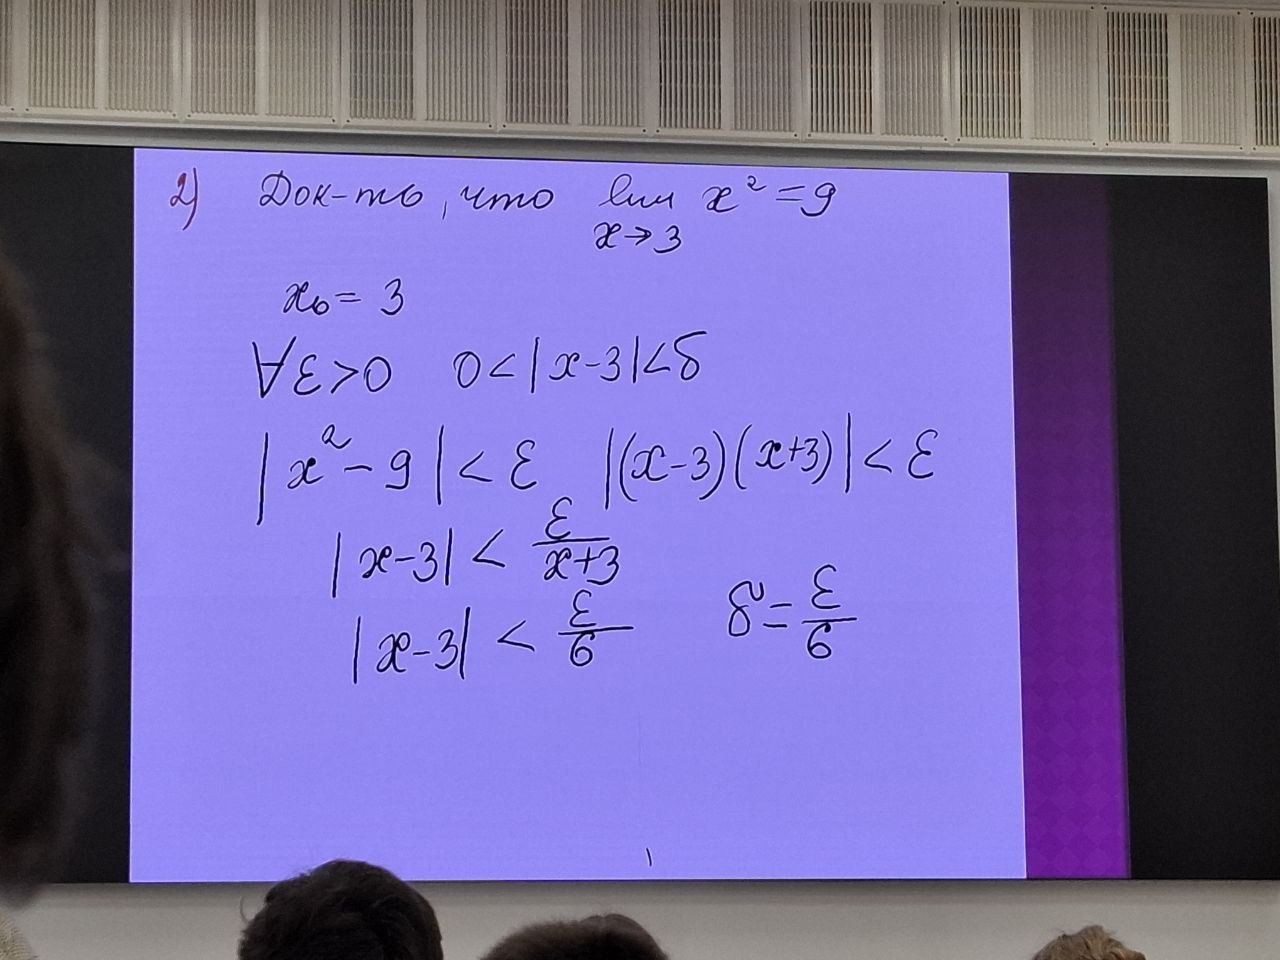 2) Док-ть, что lim x² = 9
x→3
x₀ = 3
∀ε>0 0<|x-3|<δ
|x²-9|<ε |(x-3)(x+3)|<ε
|x-3| < ε/(x+3)
|x-3| < ε/6 δ = ε/6